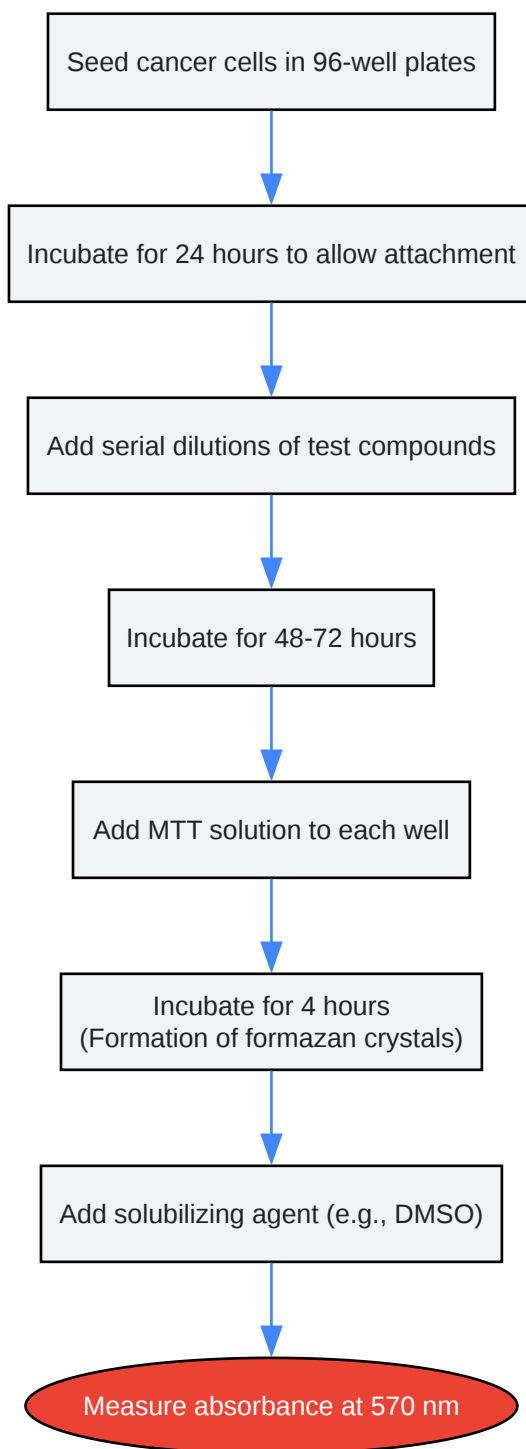 Seed cancer cells in 96-well plates
Incubate for 24 hours to allow attachment
Add serial dilutions of test compounds
Incubate for 48-72 hours
Add MTT solution to each well
Incubate for 4 hours
(Formation of formazan crystals)
Add solubilizing agent (e.g., DMSO)
Measure absorbance at 570 nm